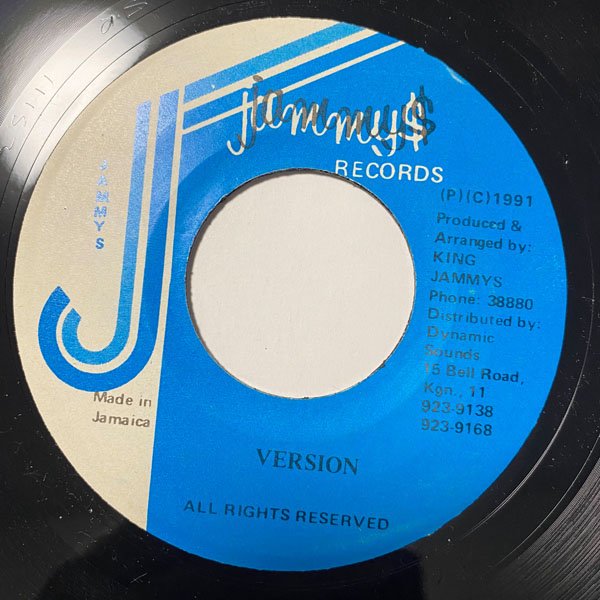 jammy$
RECORDS
JAMMYS
(P)(C)1991
Produced &
Arranged by:
KING
JAMMYS
Phone: 38880
Distributed by:
Dynamic
Sounds
15 Bell Road,
Kgn., 11
923-9138
923-9168
Made in
Jamaica
VERSION
ALL RIGHTS RESERVED